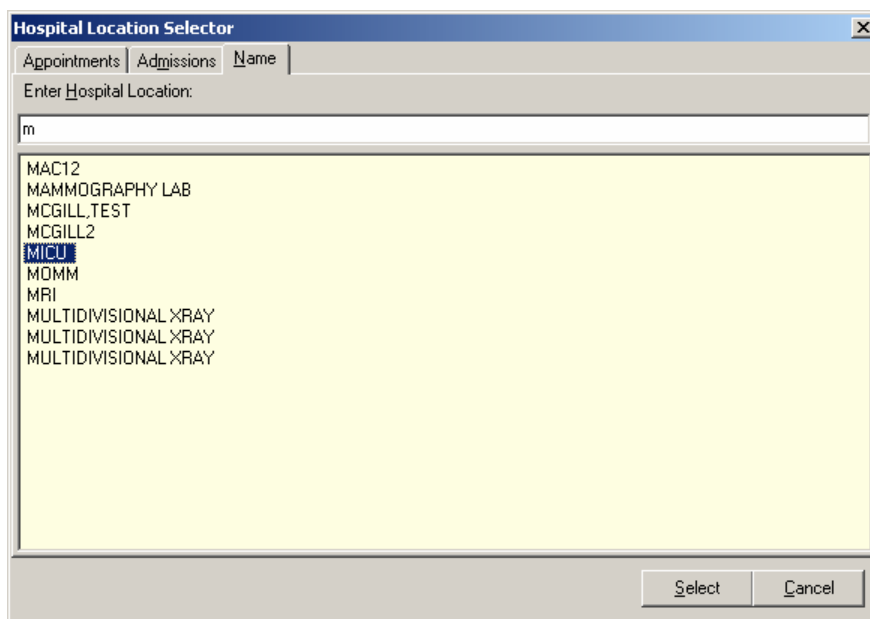 Hospital Location Selector
Appointments Admissions Name
Enter Hospital Location:
m
MAC12
MAMMOGRAPHY LAB
MCGILL,TEST
MCGILL2
MICU
MOMM
MRI
MULTIDIVISIONAL XRAY
MULTIDIVISIONAL XRAY
MULTIDIVISIONAL XRAY
Select Cancel